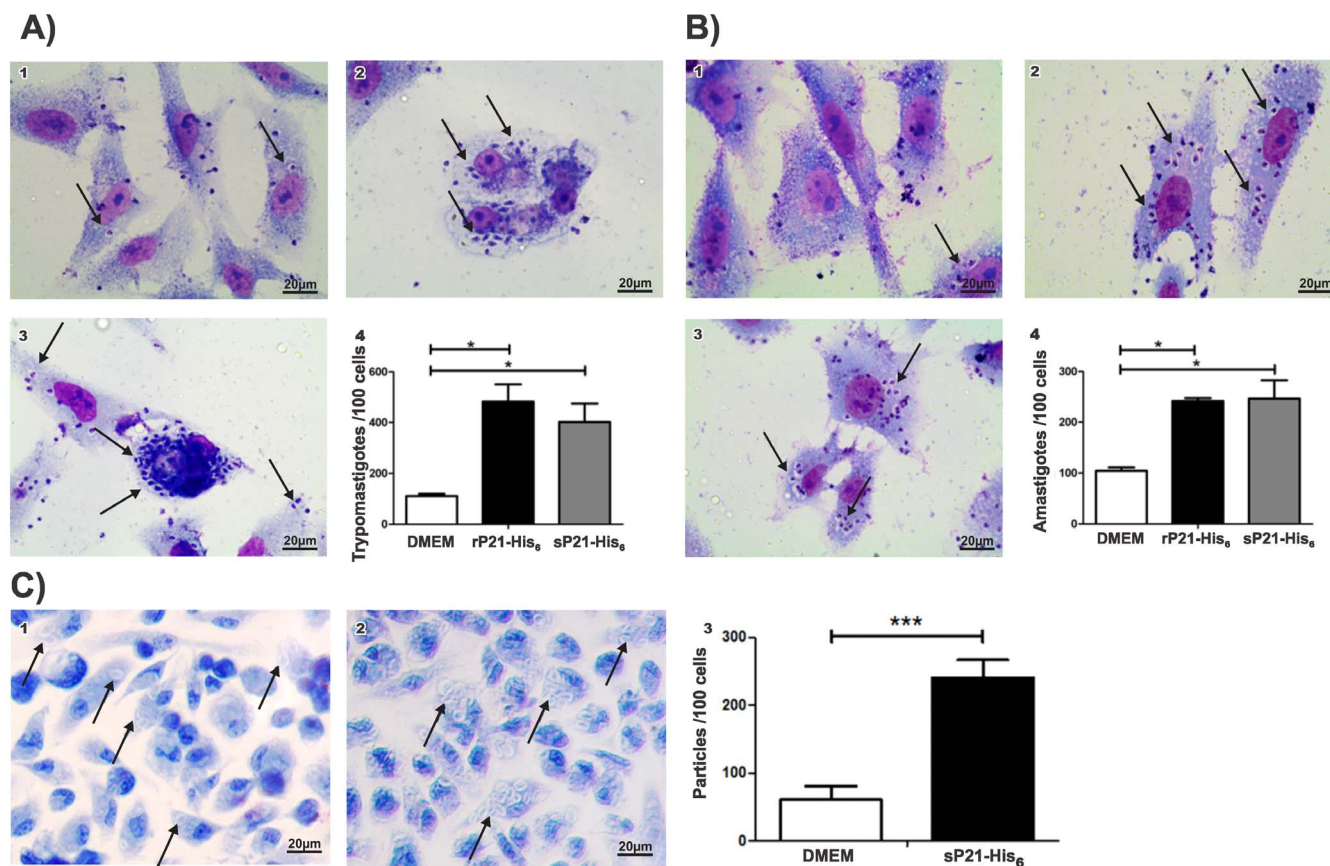 A)
B)
1
20µm
2
20µm
1
20µm
2
20µm
3
20µm
4
*
*
Trypomastigotes /100 cells
600
400
200
0
DMEM
rP21-His₆
sP21-His₆
3
20µm
4
*
*
Amastigotes /100 cells
300
200
100
0
DMEM
rP21-His₆
sP21-His₆
C)
1
20µm
2
20µm
3
***
Particles /100 cells
300
200
100
0
DMEM
sP21-His₆